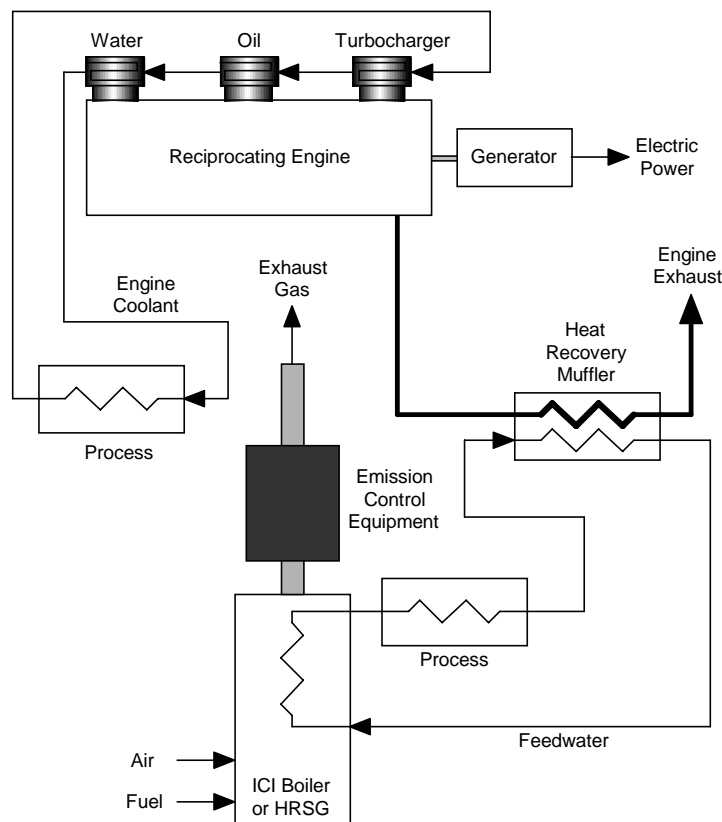 Water
Oil
Turbocharger
Reciprocating Engine
Generator
Electric
Power
Engine
Coolant
Exhaust
Gas
Engine
Exhaust
Heat
Recovery
Muffler
Process
Emission
Control
Equipment
Process
Feedwater
Air
Fuel
ICI Boiler
or HRSG